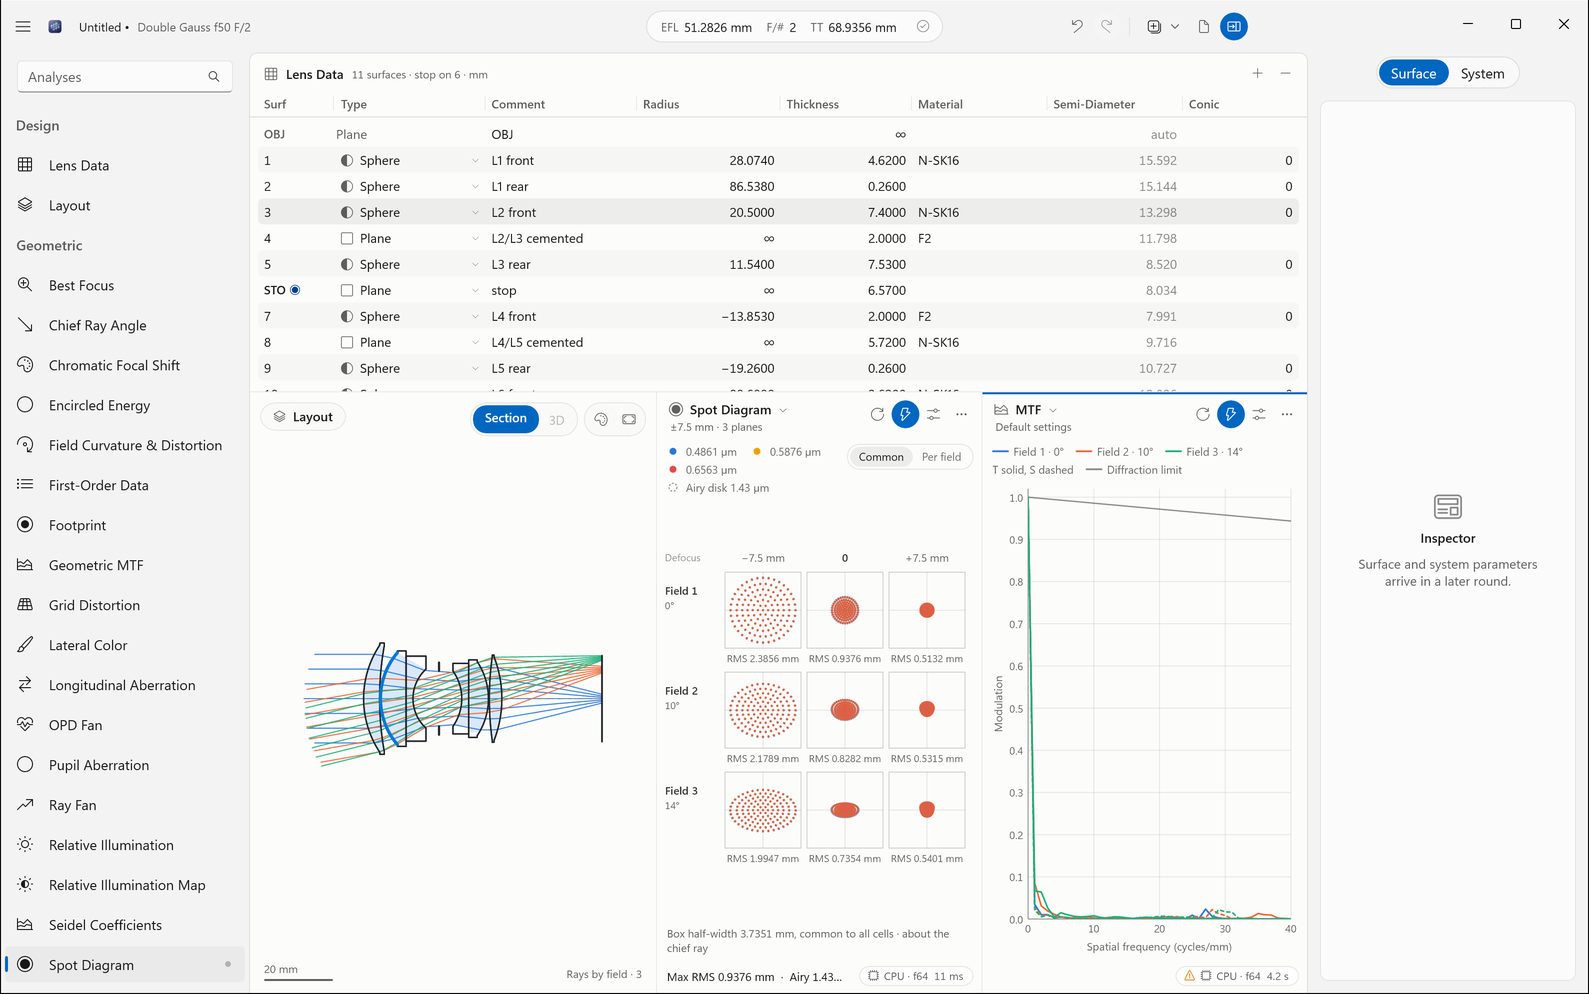 Untitled • Double Gauss f50 F/2
EFL 51.2826 mm F/# 2 TT 68.9356 mm
Analyses
Design
Lens Data
Layout
Geometric
Best Focus
Chief Ray Angle
Chromatic Focal Shift
Encircled Energy
Field Curvature & Distortion
First-Order Data
Footprint
Geometric MTF
Grid Distortion
Lateral Color
Longitudinal Aberration
OPD Fan
Pupil Aberration
Ray Fan
Relative Illumination
Relative Illumination Map
Seidel Coefficients
Spot Diagram
Lens Data 11 surfaces · stop on 6 · mm
Surf Type Comment Radius Thickness Material Semi-Diameter Conic
OBJ Plane OBJ ∞ auto
1 Sphere L1 front 28.0740 4.6200 N-SK16 15.592 0
2 Sphere L1 rear 86.5380 0.2600 15.144 0
3 Sphere L2 front 20.5000 7.4000 N-SK16 13.298 0
4 Plane L2/L3 cemented ∞ 2.0000 F2 11.798
5 Sphere L3 rear 11.5400 7.5300 8.520 0
STO Plane stop ∞ 6.5700 8.034
7 Sphere L4 front −13.8530 2.0000 F2 7.991 0
8 Plane L4/L5 cemented ∞ 5.7200 N-SK16 9.716
9 Sphere L5 rear −19.2600 0.2600 10.727 0
Layout
Section 3D
20 mm
Rays by field · 3
Spot Diagram
±7.5 mm · 3 planes
0.4861 µm 0.5876 µm
0.6563 µm
Airy disk 1.43 µm
Common Per field
Defocus −7.5 mm 0 +7.5 mm
Field 1
0°
RMS 2.3856 mm RMS 0.9376 mm RMS 0.5132 mm
Field 2
10°
RMS 2.1789 mm RMS 0.8282 mm RMS 0.5315 mm
Field 3
14°
RMS 1.9947 mm RMS 0.7354 mm RMS 0.5401 mm
Box half-width 3.7351 mm, common to all cells · about the
chief ray
Max RMS 0.9376 mm · Airy 1.43...
CPU · f64 11 ms
MTF
Default settings
Field 1 · 0° Field 2 · 10° Field 3 · 14°
T solid, S dashed Diffraction limit
1.0
0.9
0.8
0.7
0.6
0.5
0.4
0.3
0.2
0.1
0.0
Modulation
0 10 20 30 40
Spatial frequency (cycles/mm)
CPU · f64 4.2 s
Surface System
Inspector
Surface and system parameters
arrive in a later round.